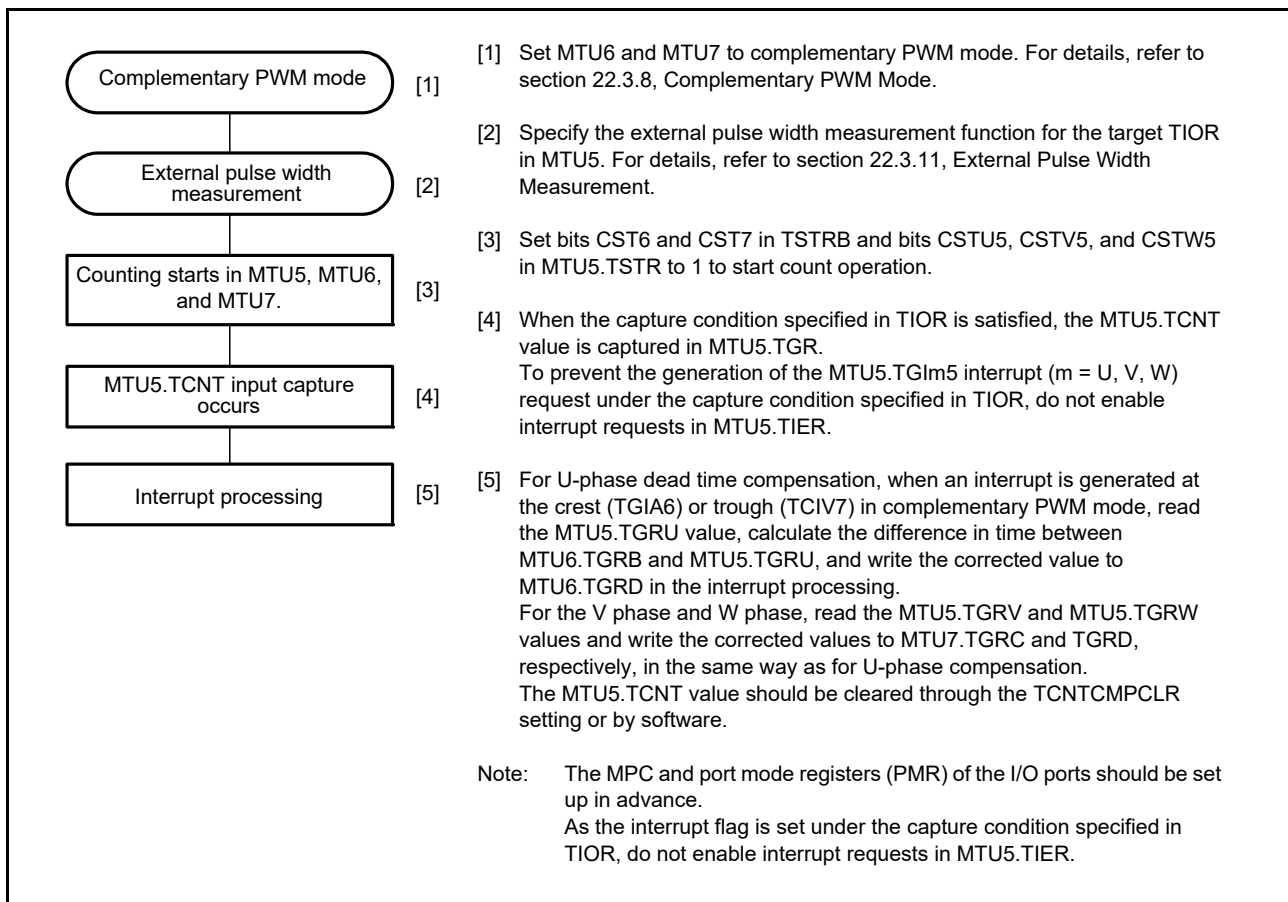 Complementary PWM mode
[1]
External pulse width
measurement
[2]
Counting starts in MTU5, MTU6,
and MTU7.
[3]
MTU5.TCNT input capture
occurs
[4]
Interrupt processing
[5]
[1] Set MTU6 and MTU7 to complementary PWM mode. For details, refer to
section 22.3.8, Complementary PWM Mode.
[2] Specify the external pulse width measurement function for the target TIOR
in MTU5. For details, refer to section 22.3.11, External Pulse Width
Measurement.
[3] Set bits CST6 and CST7 in TSTRB and bits CSTU5, CSTV5, and CSTW5
in MTU5.TSTR to 1 to start count operation.
[4] When the capture condition specified in TIOR is satisfied, the MTU5.TCNT
value is captured in MTU5.TGR.
To prevent the generation of the MTU5.TGIm5 interrupt (m = U, V, W)
request under the capture condition specified in TIOR, do not enable
interrupt requests in MTU5.TIER.
[5] For U-phase dead time compensation, when an interrupt is generated at
the crest (TGIA6) or trough (TCIV7) in complementary PWM mode, read
the MTU5.TGRU value, calculate the difference in time between
MTU6.TGRB and MTU5.TGRU, and write the corrected value to
MTU6.TGRD in the interrupt processing.
For the V phase and W phase, read the MTU5.TGRV and MTU5.TGRW
values and write the corrected values to MTU7.TGRC and TGRD,
respectively, in the same way as for U-phase compensation.
The MTU5.TCNT value should be cleared through the TCNTCMPCLR
setting or by software.
Note: The MPC and port mode registers (PMR) of the I/O ports should be set
up in advance.
As the interrupt flag is set under the capture condition specified in
TIOR, do not enable interrupt requests in MTU5.TIER.